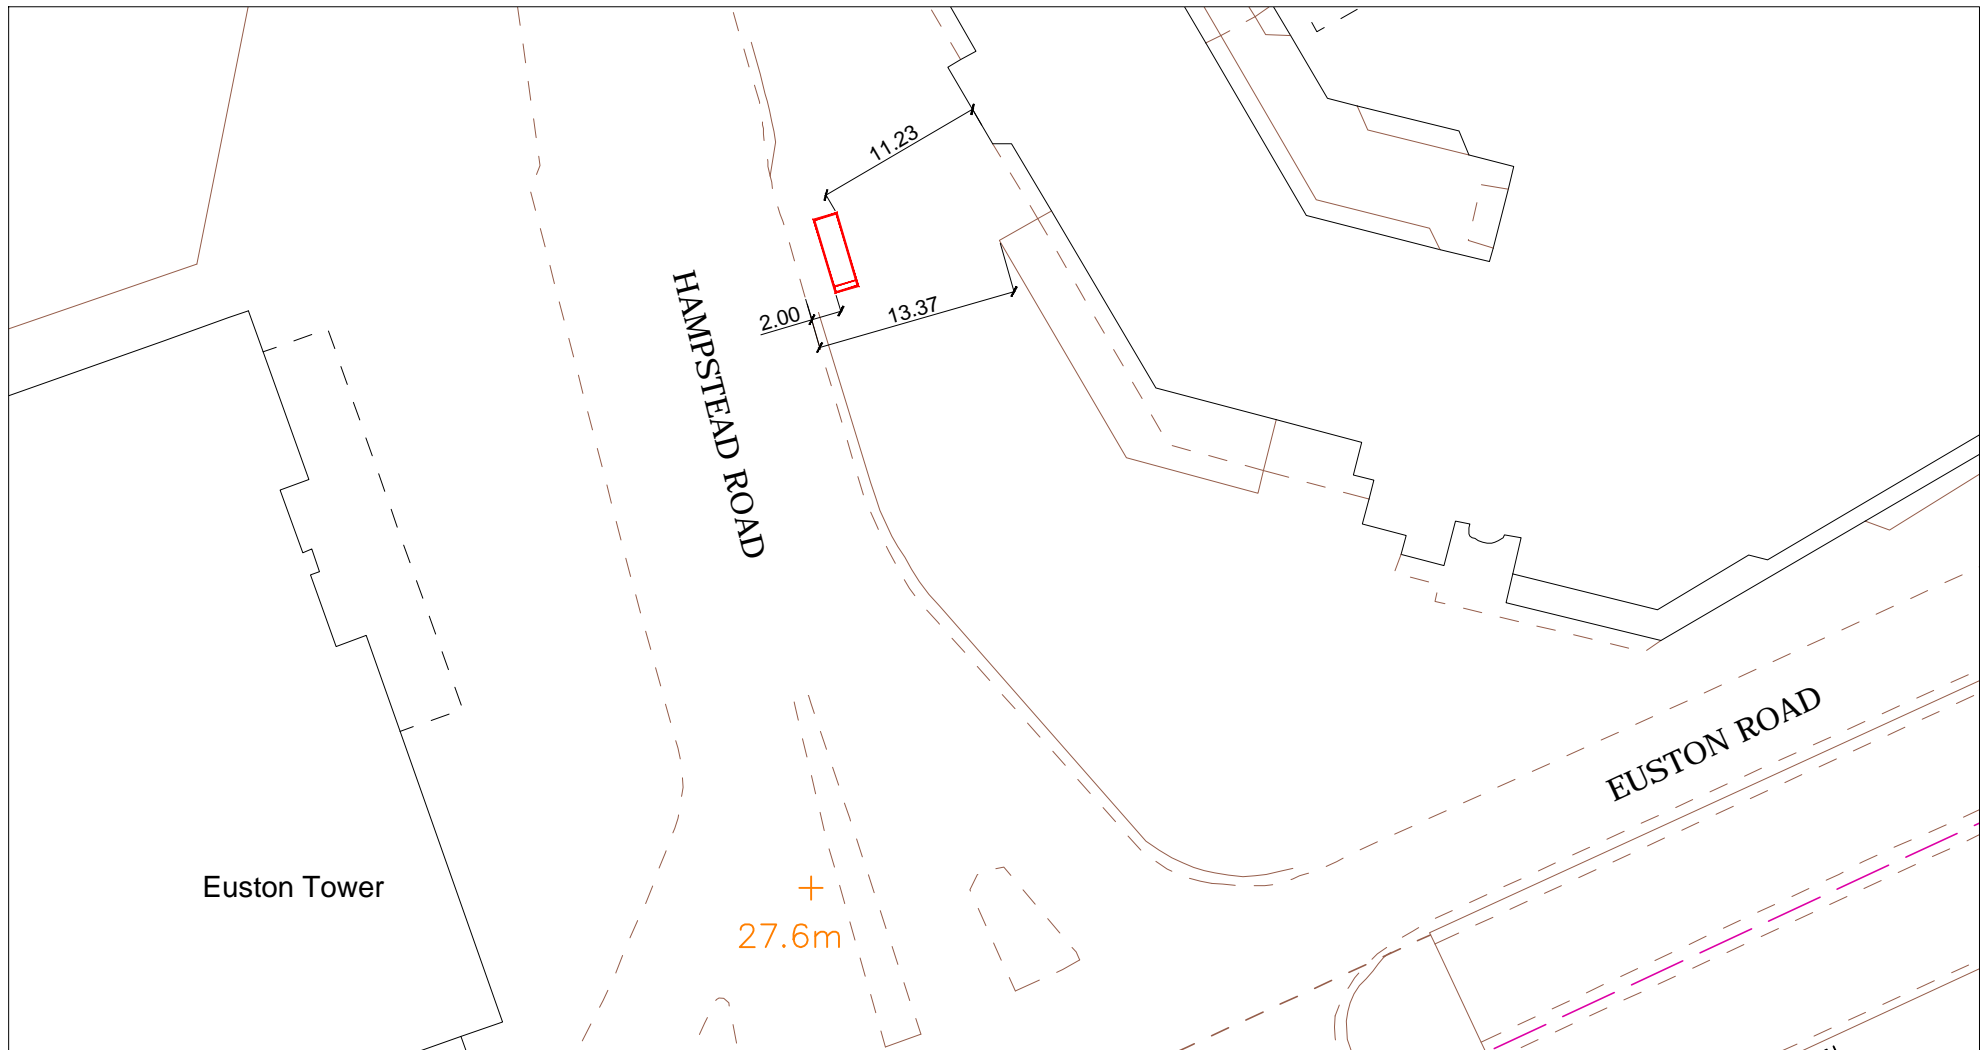 11.23
2.00
13.37
HAMPSTEAD ROAD
EUSTON ROAD
Euston Tower
27.6m